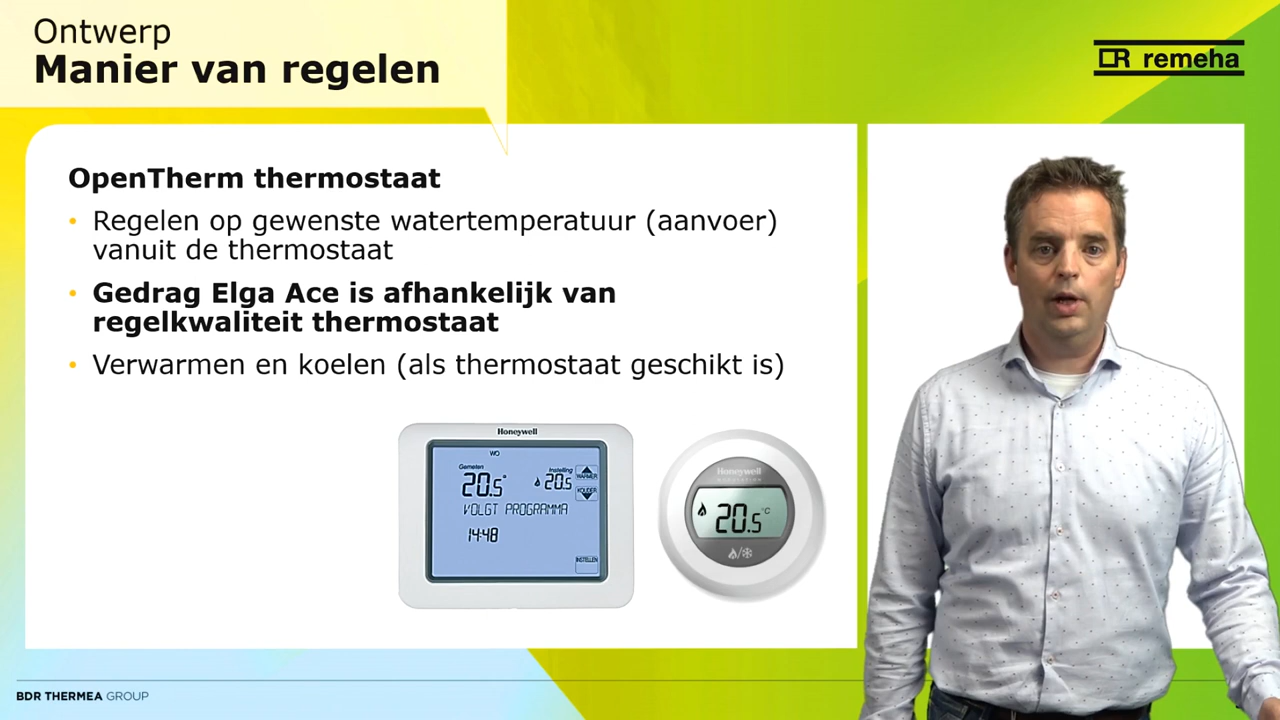 Ontwerp
Manier van regelen
remeha
OpenTherm thermostaat
• Regelen op gewenste watertemperatuur (aanvoer)
vanuit de thermostaat
• Gedrag Elga Ace is afhankelijk van
regelkwaliteit thermostaat
• Verwarmen en koelen (als thermostaat geschikt is)
Honeywell
WO
Gemeten
Instelling
20.5°
20.5
WARMER
KOUDER
VOLGT PROGRAMMA
14:48
INSTELLEN
Honeywell
20.5 °C
BDR THERMEA GROUP